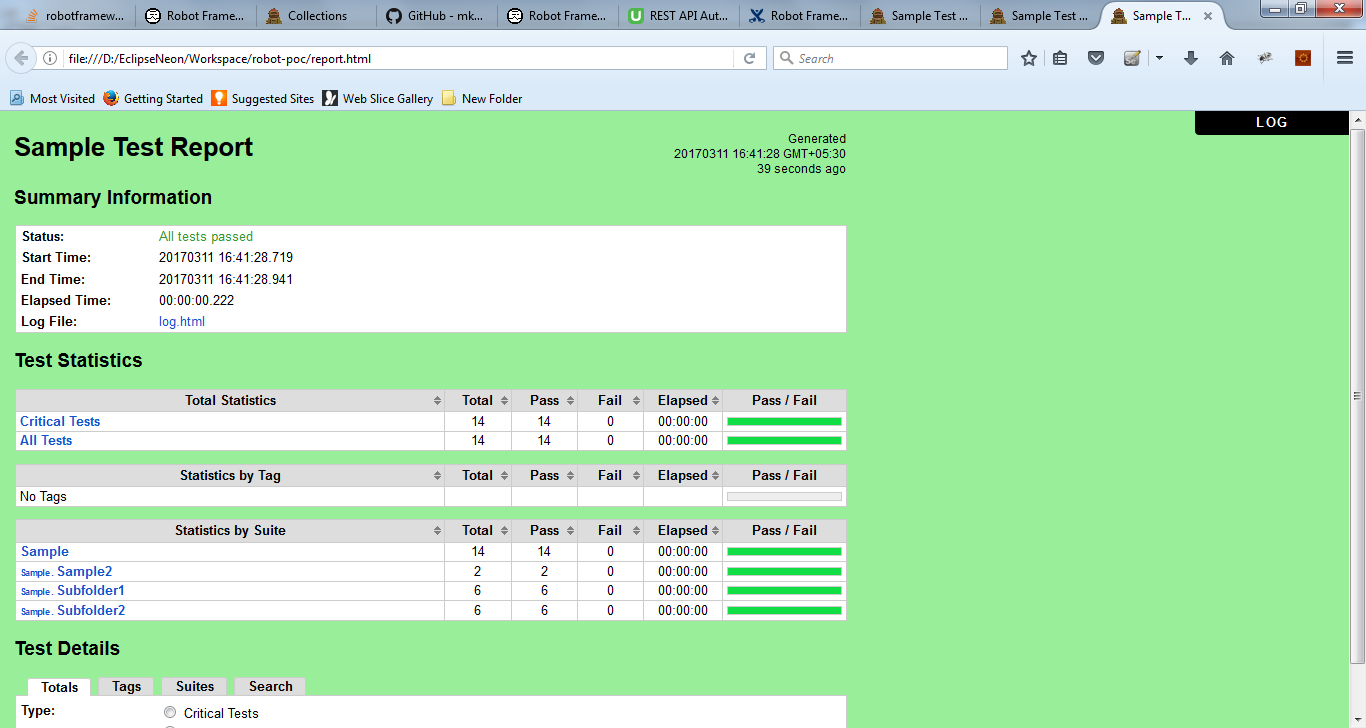 robotframew...
Robot Frame...
Collections
GitHub - mk...
Robot Frame...
REST API Aut...
Robot Frame...
Sample Test ...
Sample Test ...
Sample T...
file:///D:/EclipseNeon/Workspace/robot-poc/report.html
Search
Most Visited Getting Started Suggested Sites Web Slice Gallery New Folder
LOG
Sample Test Report
Generated
20170311 16:41:28 GMT+05:30
39 seconds ago
Summary Information
Status: All tests passed
Start Time: 20170311 16:41:28.719
End Time: 20170311 16:41:28.941
Elapsed Time: 00:00:00.222
Log File: log.html
Test Statistics
Total Statistics Total Pass Fail Elapsed Pass / Fail
Critical Tests 14 14 0 00:00:00
All Tests 14 14 0 00:00:00
Statistics by Tag Total Pass Fail Elapsed Pass / Fail
No Tags
Statistics by Suite Total Pass Fail Elapsed Pass / Fail
Sample 14 14 0 00:00:00
Sample . Sample2 2 2 0 00:00:00
Sample . Subfolder1 6 6 0 00:00:00
Sample . Subfolder2 6 6 0 00:00:00
Test Details
Totals Tags Suites Search
Type: Critical Tests